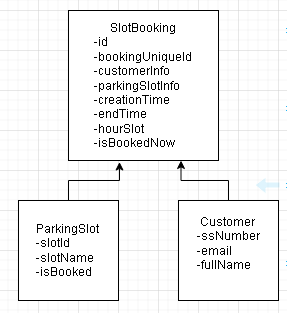 SlotBooking
-id
-bookingUniqueId
-customerInfo
-parkingSlotInfo
-creationTime
-endTime
-hourSlot
-isBookedNow
ParkingSlot
-slotId
-slotName
-isBooked
Customer
-ssNumber
-email
-fullName